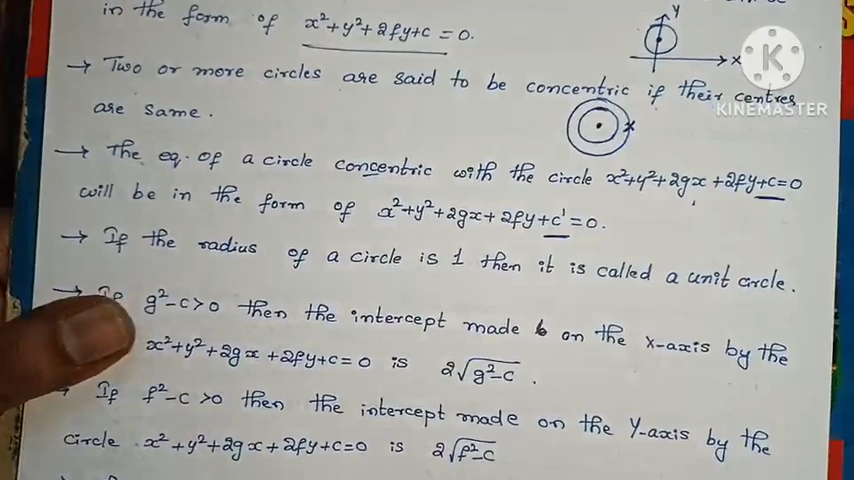 in the form of x²+y²+2fy+c=0.
Y
X
K
KINEMASTER
→ Two or more circles are said to be concentric if their centres
are same.
→ The eq. of a circle concentric with the circle x²+y²+2gx+2fy+c=0
will be in the form of x²+y²+2gx+2fy+c'=0.
→ If the radius of a circle is 1 then it is called a unit circle.
→ If g²-c>0 then the intercept made on the x-axis by the
x²+y²+2gx+2fy+c=0 is 2√g²-c.
→ If f²-c>0 then the intercept made on the Y-axis by the
circle x²+y²+2gx+2fy+c=0 is 2√f²-c